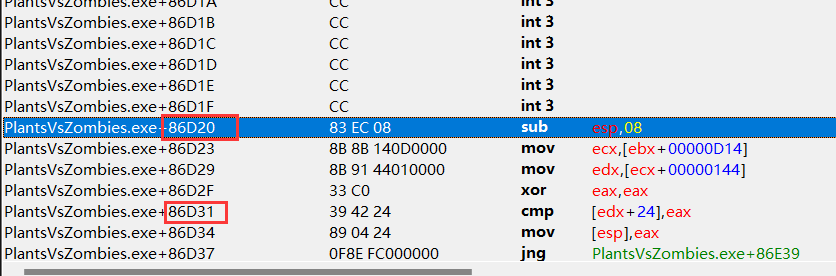 PlantsVsZombies.exe+86D1A CC int 3
PlantsVsZombies.exe+86D1B CC int 3
PlantsVsZombies.exe+86D1C CC int 3
PlantsVsZombies.exe+86D1D CC int 3
PlantsVsZombies.exe+86D1E CC int 3
PlantsVsZombies.exe+86D1F CC int 3
PlantsVsZombies.exe+86D20 83 EC 08 sub esp,08
PlantsVsZombies.exe+86D23 8B 8B 140D0000 mov ecx,[ebx+00000D14]
PlantsVsZombies.exe+86D29 8B 91 44010000 mov edx,[ecx+00000144]
PlantsVsZombies.exe+86D2F 33 C0 xor eax,eax
PlantsVsZombies.exe+86D31 39 42 24 cmp [edx+24],eax
PlantsVsZombies.exe+86D34 89 04 24 mov [esp],eax
PlantsVsZombies.exe+86D37 0F8E FC000000 jng PlantsVsZombies.exe+86E39